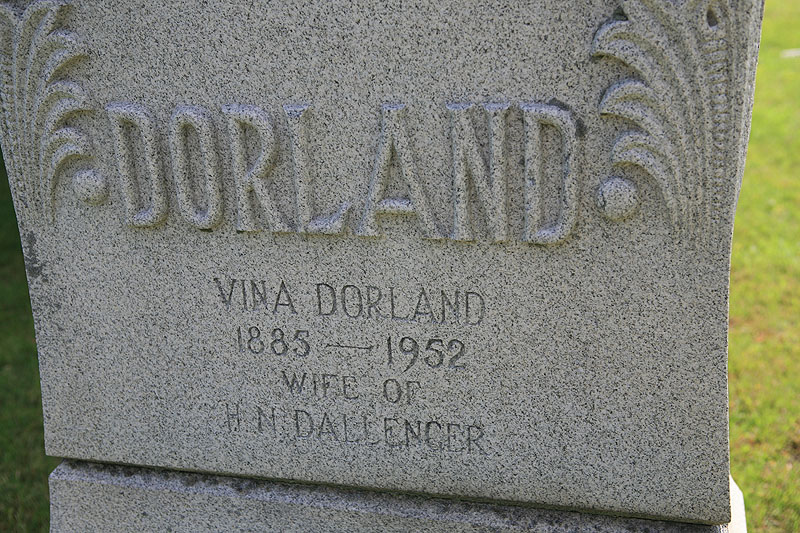 DORLAND
VINA DORLAND
1885 — 1952
WIFE OF
H. N. DALLENGER